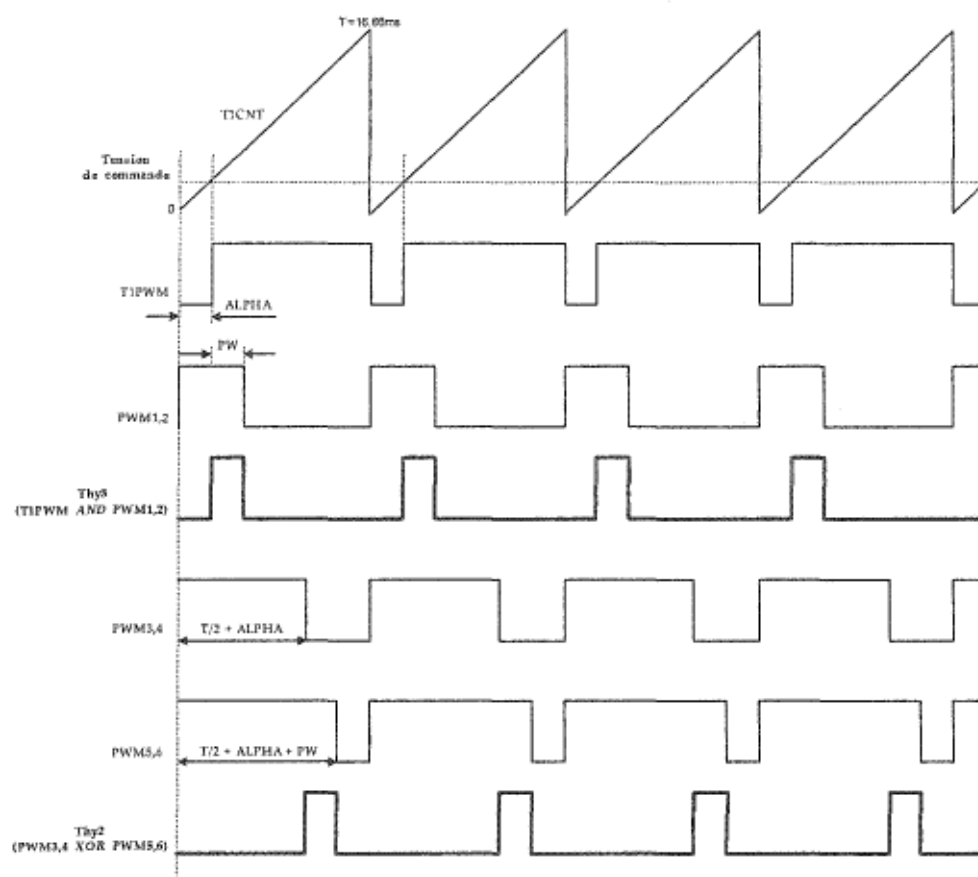 T=16.66ms
T1CNT
Tension
de commande
0
T1PWM
ALPHA
PW
PWM1,2
Thy5
(T1PWM AND PWM1,2)
PWM3,4
T/2 + ALPHA
PWM5,6
T/2 + ALPHA + PW
Thy2
(PWM3,4 XOR PWM5,6)